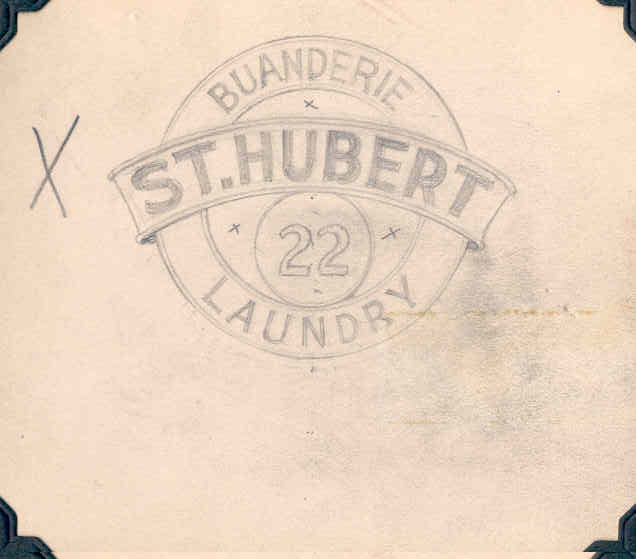 X
BUANDERIE
ST. HUBERT
22
LAUNDRY